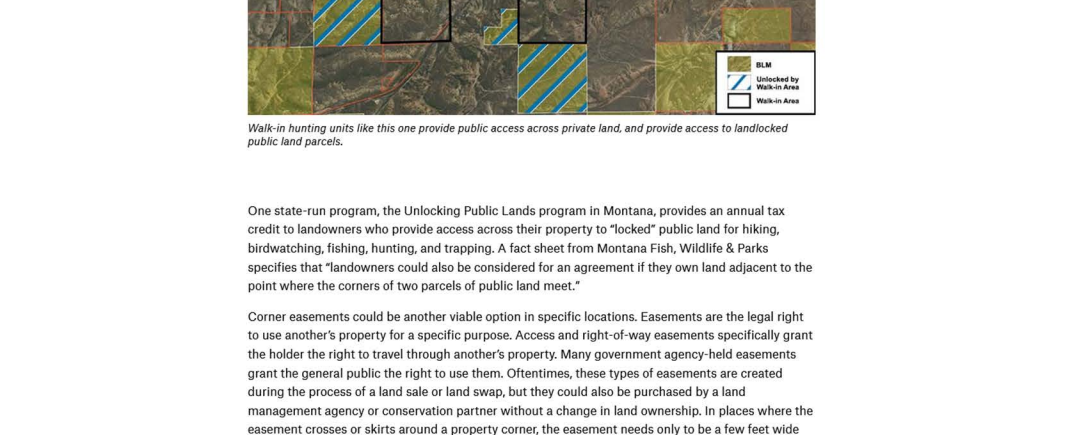 BLM
Unlocked by
Walk-in Area
Walk-in Area
Walk-in hunting units like this one provide public access across private land, and provide access to landlocked
public land parcels.
One state-run program, the Unlocking Public Lands program in Montana, provides an annual tax
credit to landowners who provide access across their property to “locked” public land for hiking,
birdwatching, fishing, hunting, and trapping. A fact sheet from Montana Fish, Wildlife & Parks
specifies that “landowners could also be considered for an agreement if they own land adjacent to the
point where the corners of two parcels of public land meet.”
Corner easements could be another viable option in specific locations. Easements are the legal right
to use another’s property for a specific purpose. Access and right-of-way easements specifically grant
the holder the right to travel through another’s property. Many government agency-held easements
grant the general public the right to use them. Oftentimes, these types of easements are created
during the process of a land sale or land swap, but they could also be purchased by a land
management agency or conservation partner without a change in land ownership. In places where the
easement crosses or skirts around a property corner, the easement needs only to be a few feet wide